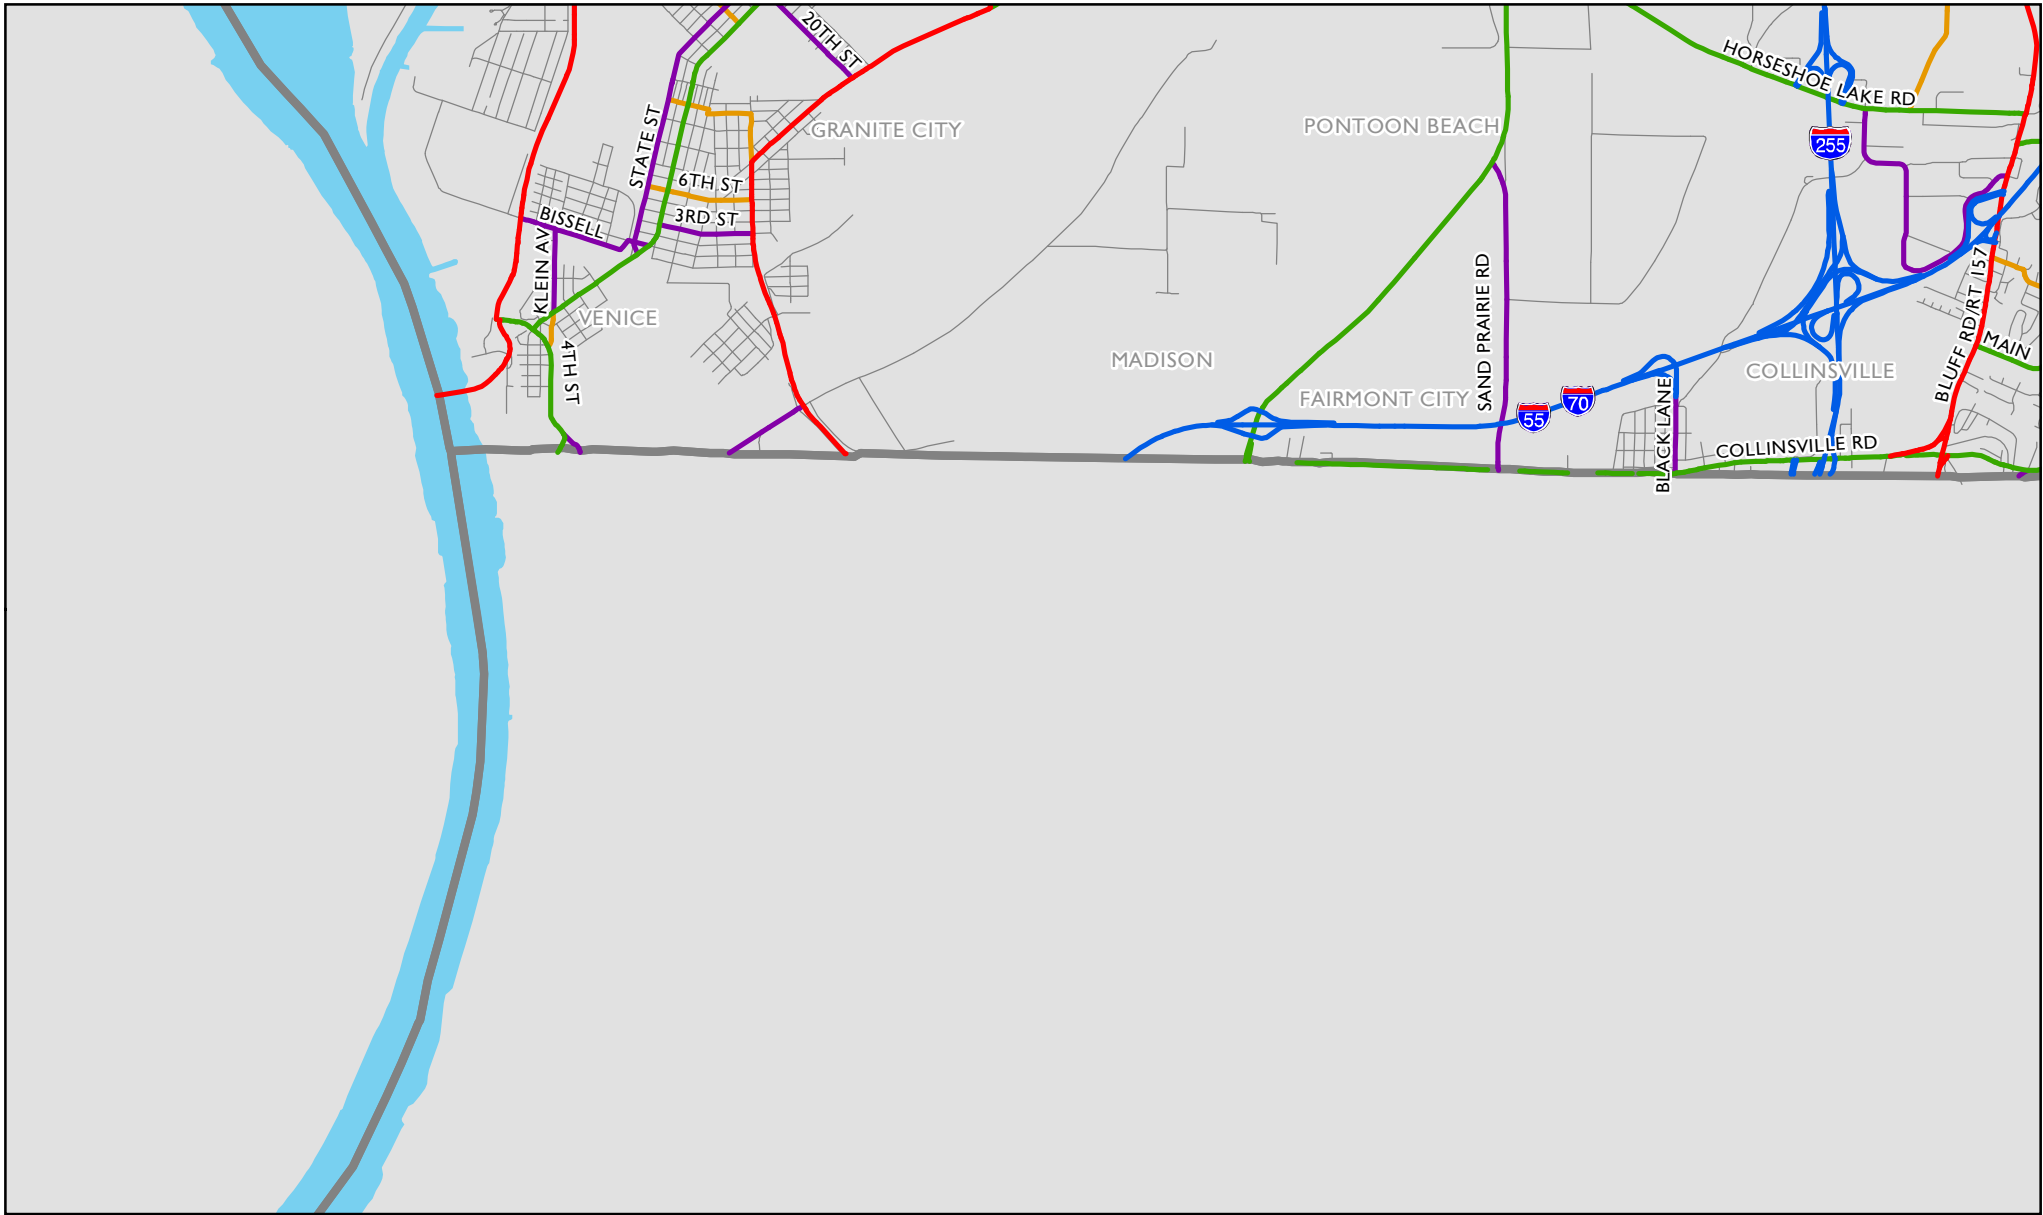 20TH ST
HORSESHOE LAKE RD
STATE ST
GRANITE CITY
PONTOON BEACH
255
6TH ST
3RD ST
BISSELL
KLEIN AV
VENICE
4TH ST
MADISON
SAND PRAIRIE RD
FAIRMONT CITY
55
70
BLACK LANE
COLLINSVILLE
BLUFF RD/RT 157
MAIN
COLLINSVILLE RD